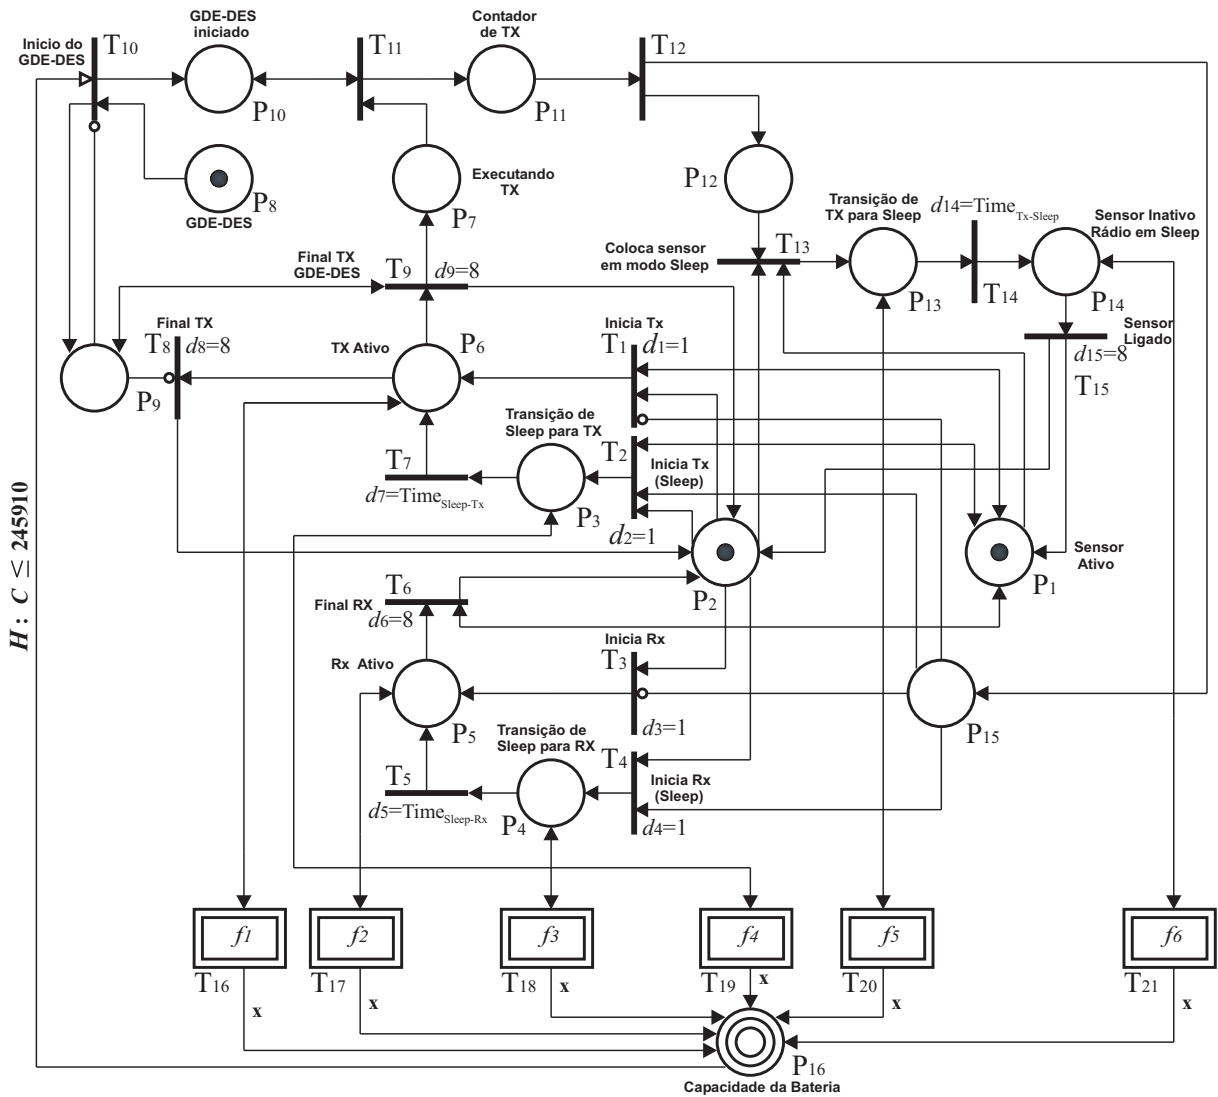 Inicio do
GDE-DES
T10
GDE-DES
iniciado
P10
T11
Contador
de TX
P11
T12
P8
GDE-DES
Executando
TX
P7
P12
Transição de
TX para Sleep
P13
d14=Time Tx-Sleep
T14
Sensor Inativo
Rádio em Sleep
P14
Coloca sensor
em modo Sleep
T13
Final TX
GDE-DES
T9
d9=8
Sensor
Ligado
d15=8
T15
Final TX
T8
d8=8
P9
TX Ativo
P6
Inicia Tx
T1
d1=1
Transição de
Sleep para TX
T7
d7=Time Sleep-Tx
P3
T2
Inicia Tx
(Sleep)
d2=1
H: C ≤ 245910
P2
Sensor
Ativo
P1
T6
Final RX
d6=8
Inicia Rx
T3
d3=1
Rx Ativo
P5
P15
Transição de
Sleep para RX
T5
d5=Time Sleep-Rx
P4
T4
Inicia Rx
(Sleep)
d4=1
f1
f2
f3
f4
f5
f6
T16
T17
T18
T19
T20
T21
x
x
x
x
x
x
P16
Capacidade da Bateria